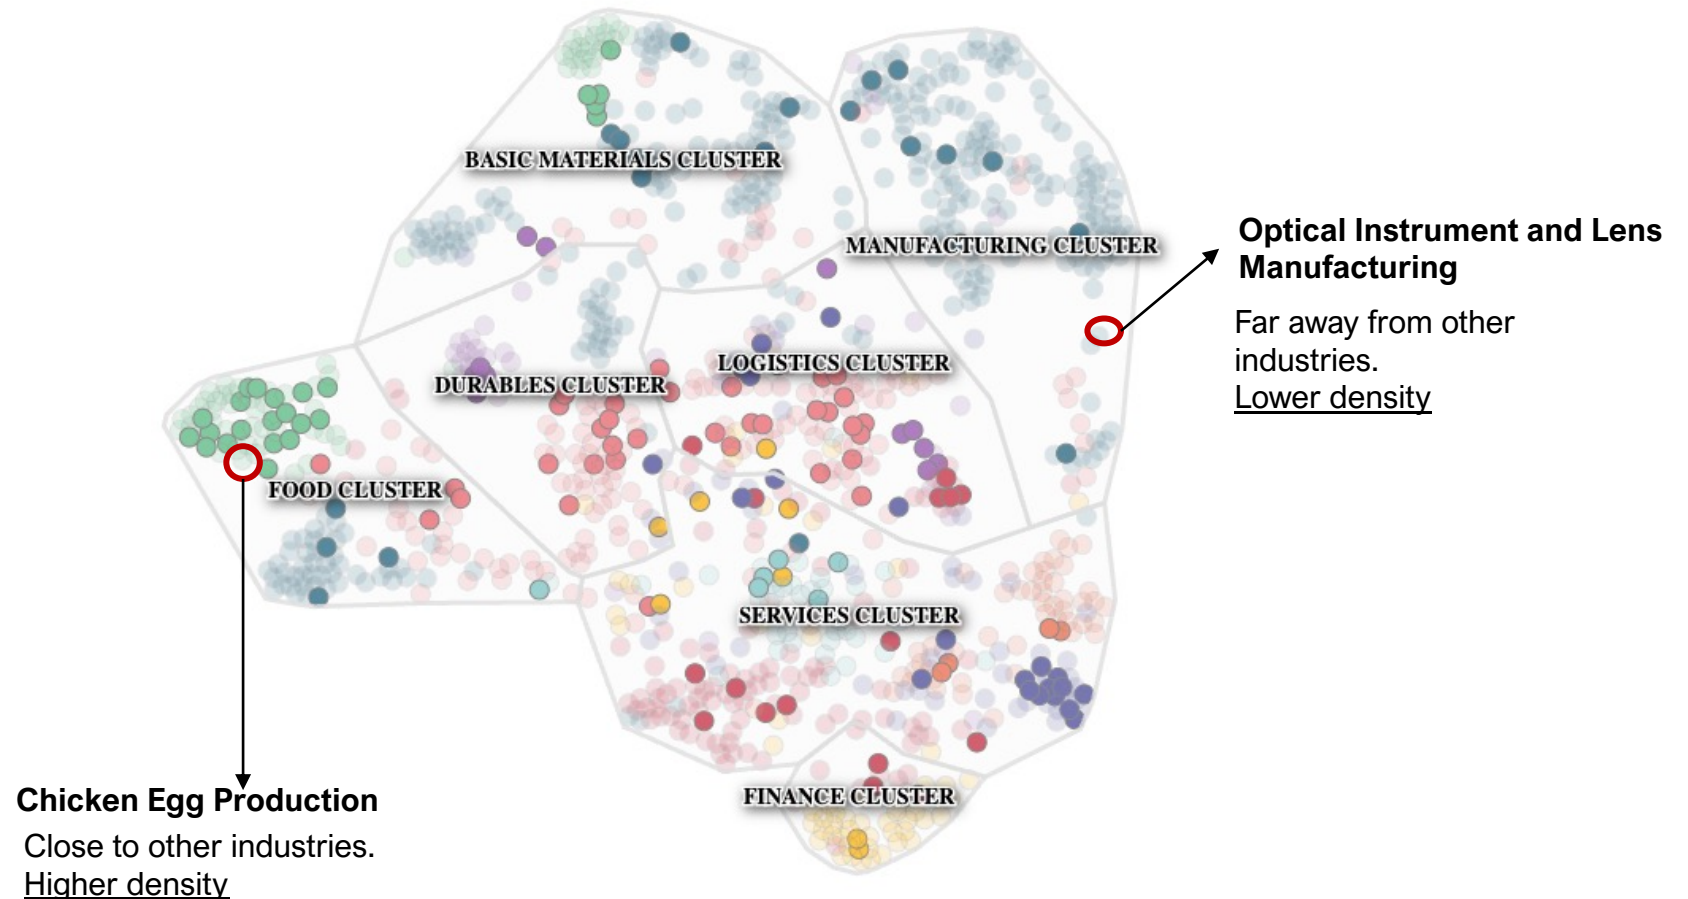 BASIC MATERIALS CLUSTER
MANUFACTURING CLUSTER
Optical Instrument and Lens
Manufacturing
Far away from other
industries.
Lower density
LOGISTICS CLUSTER
DURABLES CLUSTER
FOOD CLUSTER
SERVICES CLUSTER
FINANCE CLUSTER
Chicken Egg Production
Close to other industries.
Higher density